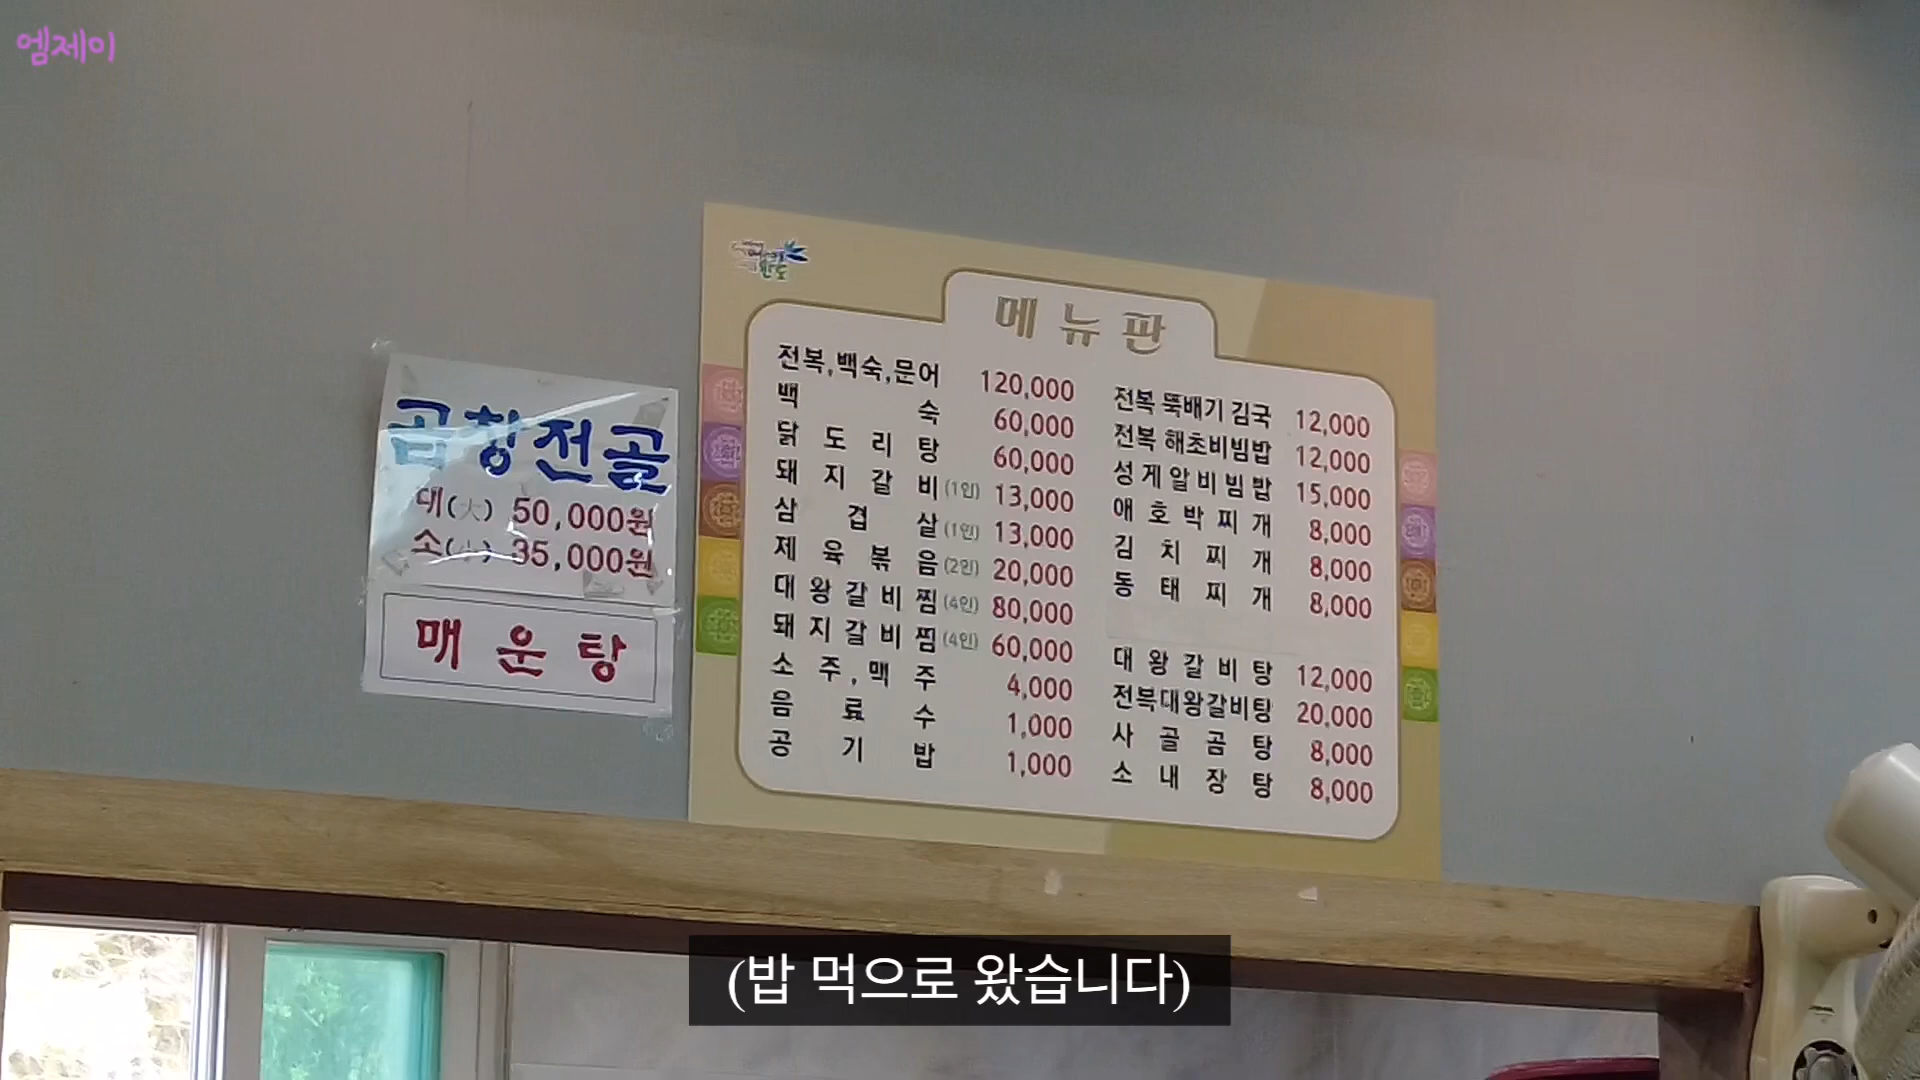 엠제이
메뉴판
전복,백숙,문어 120,000
백숙 60,000
닭도리탕 60,000
돼지갈비(1인) 13,000
삼겹살(1인) 13,000
제육볶음(2인) 20,000
대왕갈비찜(4인) 80,000
돼지갈비찜(4인) 60,000
소주,맥주 4,000
음료수 1,000
공기밥 1,000
전복 뚝배기 김국 12,000
전복 해초비빔밥 12,000
성게알비빔밥 15,000
애호박찌개 8,000
김치찌개 8,000
동태찌개 8,000
대왕갈비탕 12,000
전복대왕갈비탕 20,000
사골곰탕 8,000
소내장탕 8,000
곱창전골
대(大) 50,000원
소(小) 35,000원
매운탕
(밥 먹으로 왔습니다)